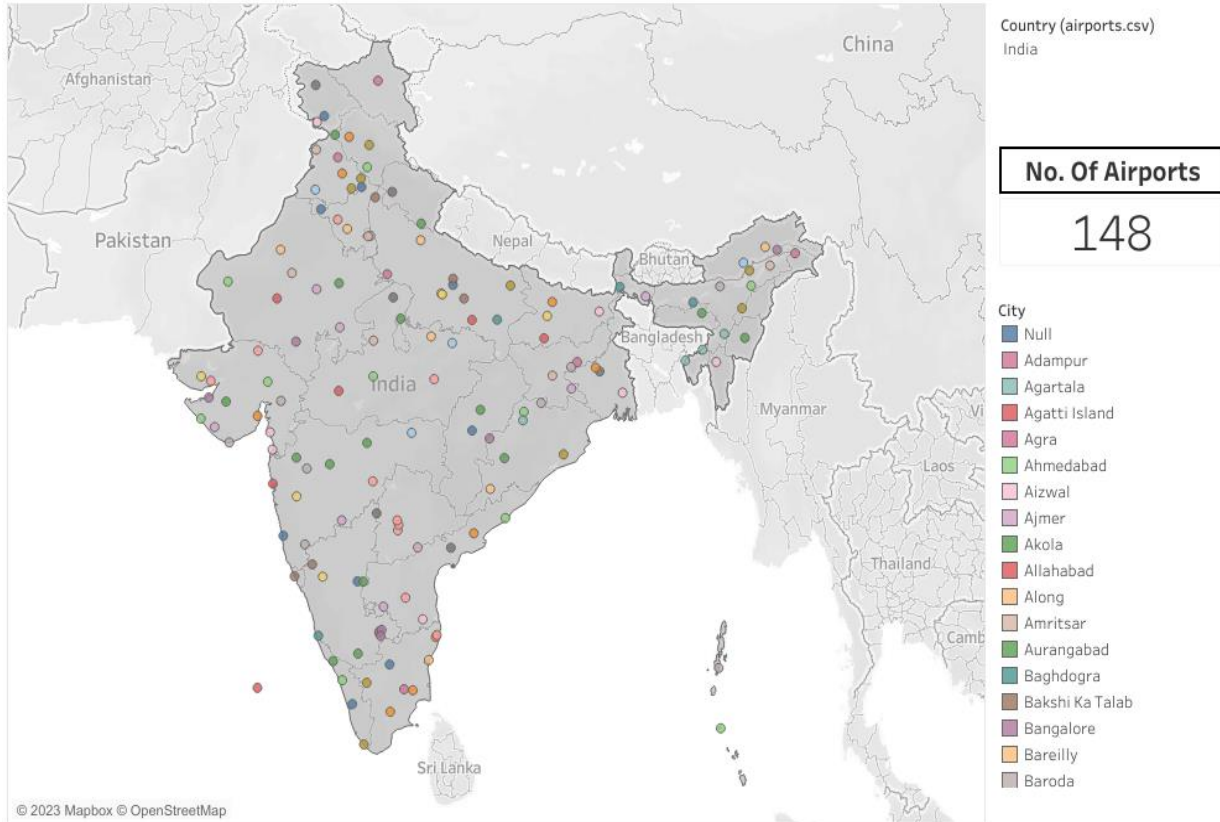 China
Afghanistan
Pakistan
Nepal
Bhutan
Bangladesh
India
Myanmar
Laos
Thailand
Camb
Vi
Sri Lanka
© 2023 Mapbox © OpenStreetMap
Country (airports.csv)
India
No. Of Airports
148
City
Null
Adampur
Agartala
Agatti Island
Agra
Ahmedabad
Aizwal
Ajmer
Akola
Allahabad
Along
Amritsar
Aurangabad
Baghdogra
Bakshi Ka Talab
Bangalore
Bareilly
Baroda